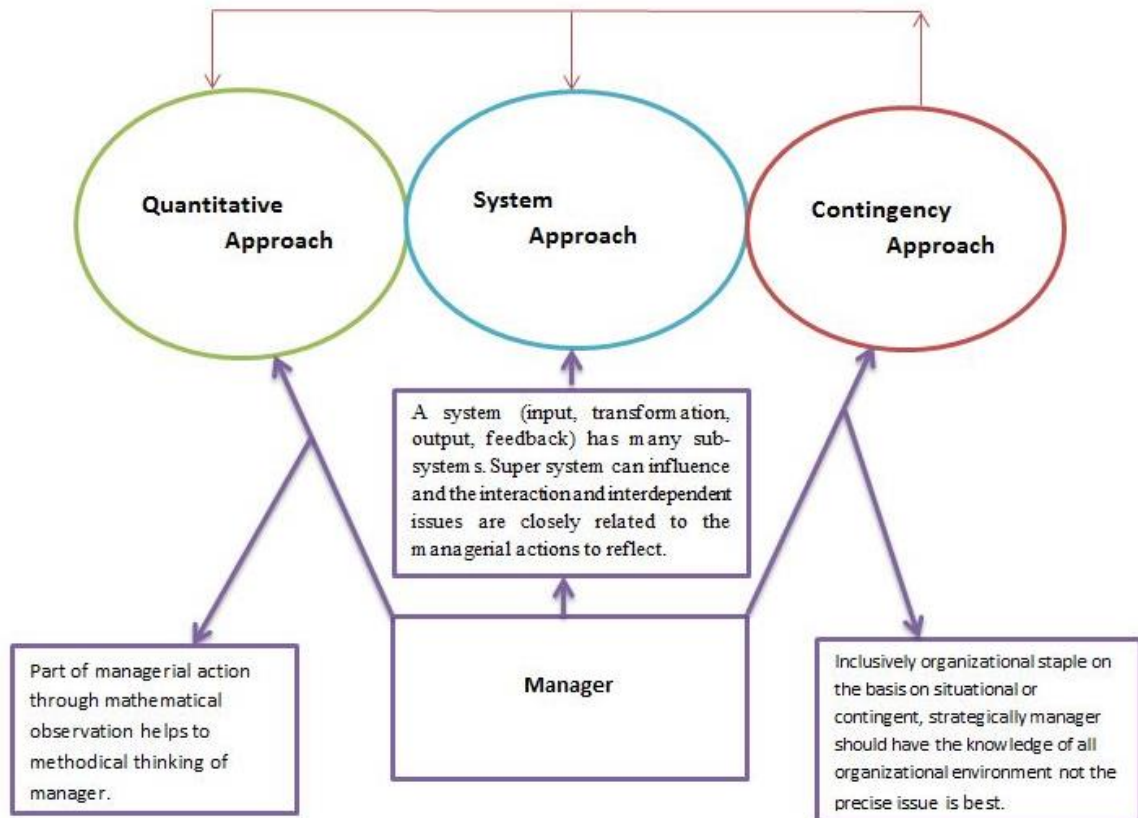 Quantitative
Approach
System
Approach
Contingency
Approach
A system (input, transformation,
output, feedback) has many sub-
systems. Super system can influence
and the interaction and interdependent
issues are closely related to the
managerial actions to reflect.
Part of managerial action
through mathematical
observation helps to
methodical thinking of
manager.
Manager
Inclusively organizational staple on
the basis on situational or
contingent, strategically manager
should have the knowledge of all
organizational environment not the
precise issue is best.